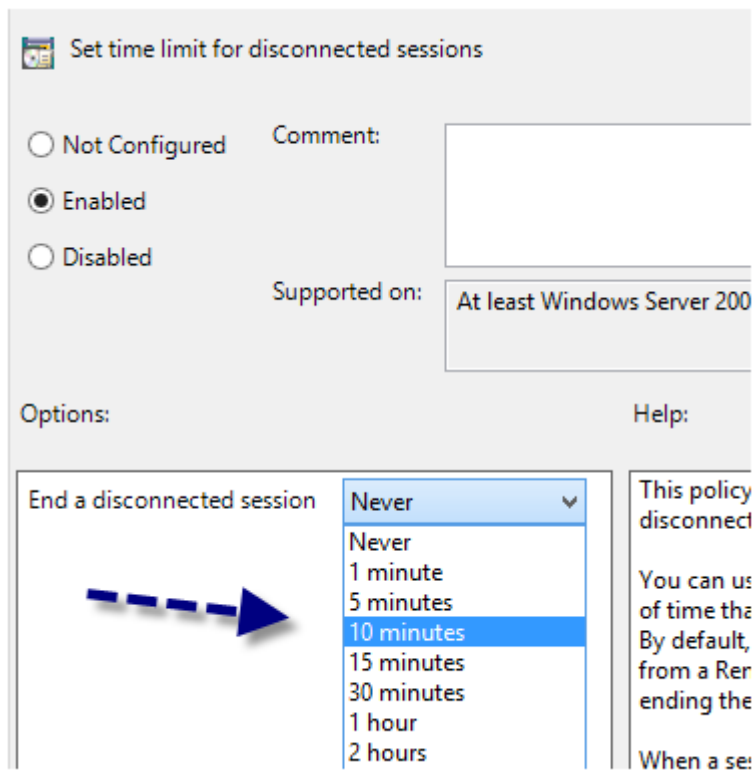 Set time limit for disconnected sessions
Not Configured
Comment:
Enabled
Disabled
Supported on:
At least Windows Server 200
Options:
Help:
End a disconnected session
Never
Never
1 minute
5 minutes
10 minutes
15 minutes
30 minutes
1 hour
2 hours
This policy
disconnect
You can us
of time tha
By default,
from a Rer
ending the
When a se